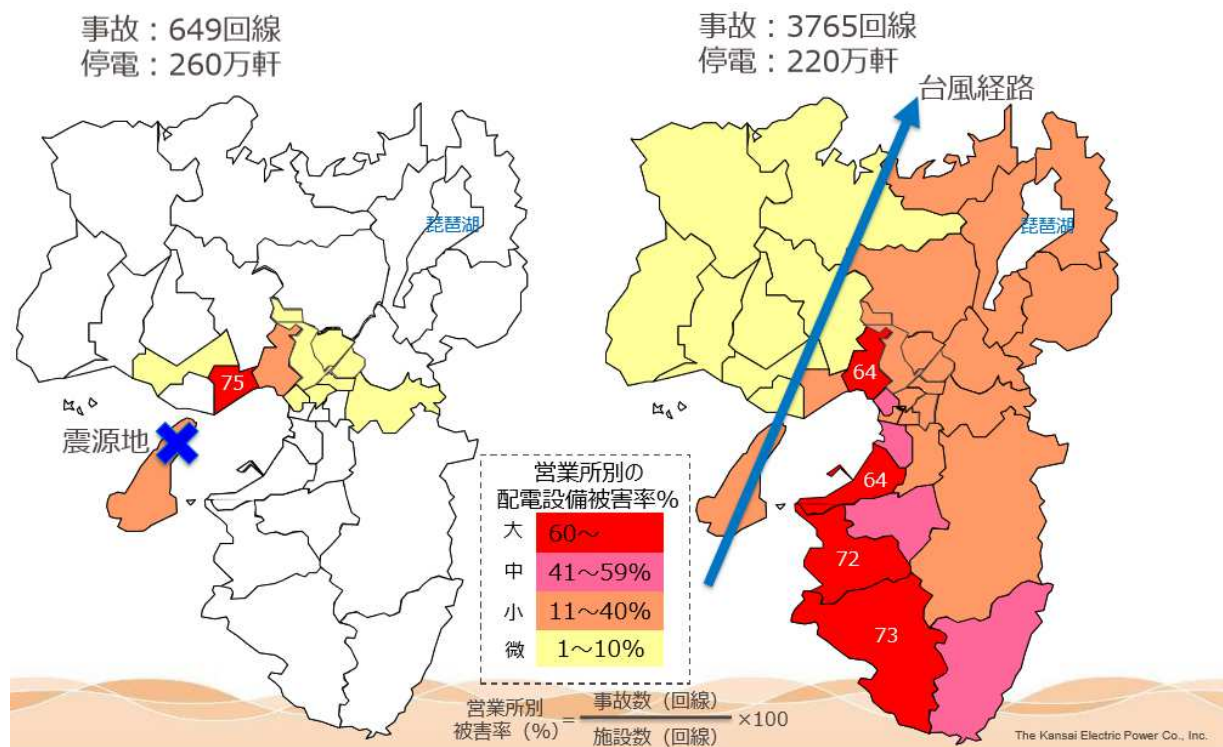 事故：649回線
停電：260万軒
琵琶湖
75
震源地
事故：3765回線
停電：220万軒
台風経路
琵琶湖
64
64
72
73
営業所別の
配電設備被害率%
大 60～
中 41～59%
小 11～40%
微 1～10%
営業所別
被害率（%）
=
事故数（回線）
施設数（回線）
×100
The Kansai Electric Power Co., Inc.